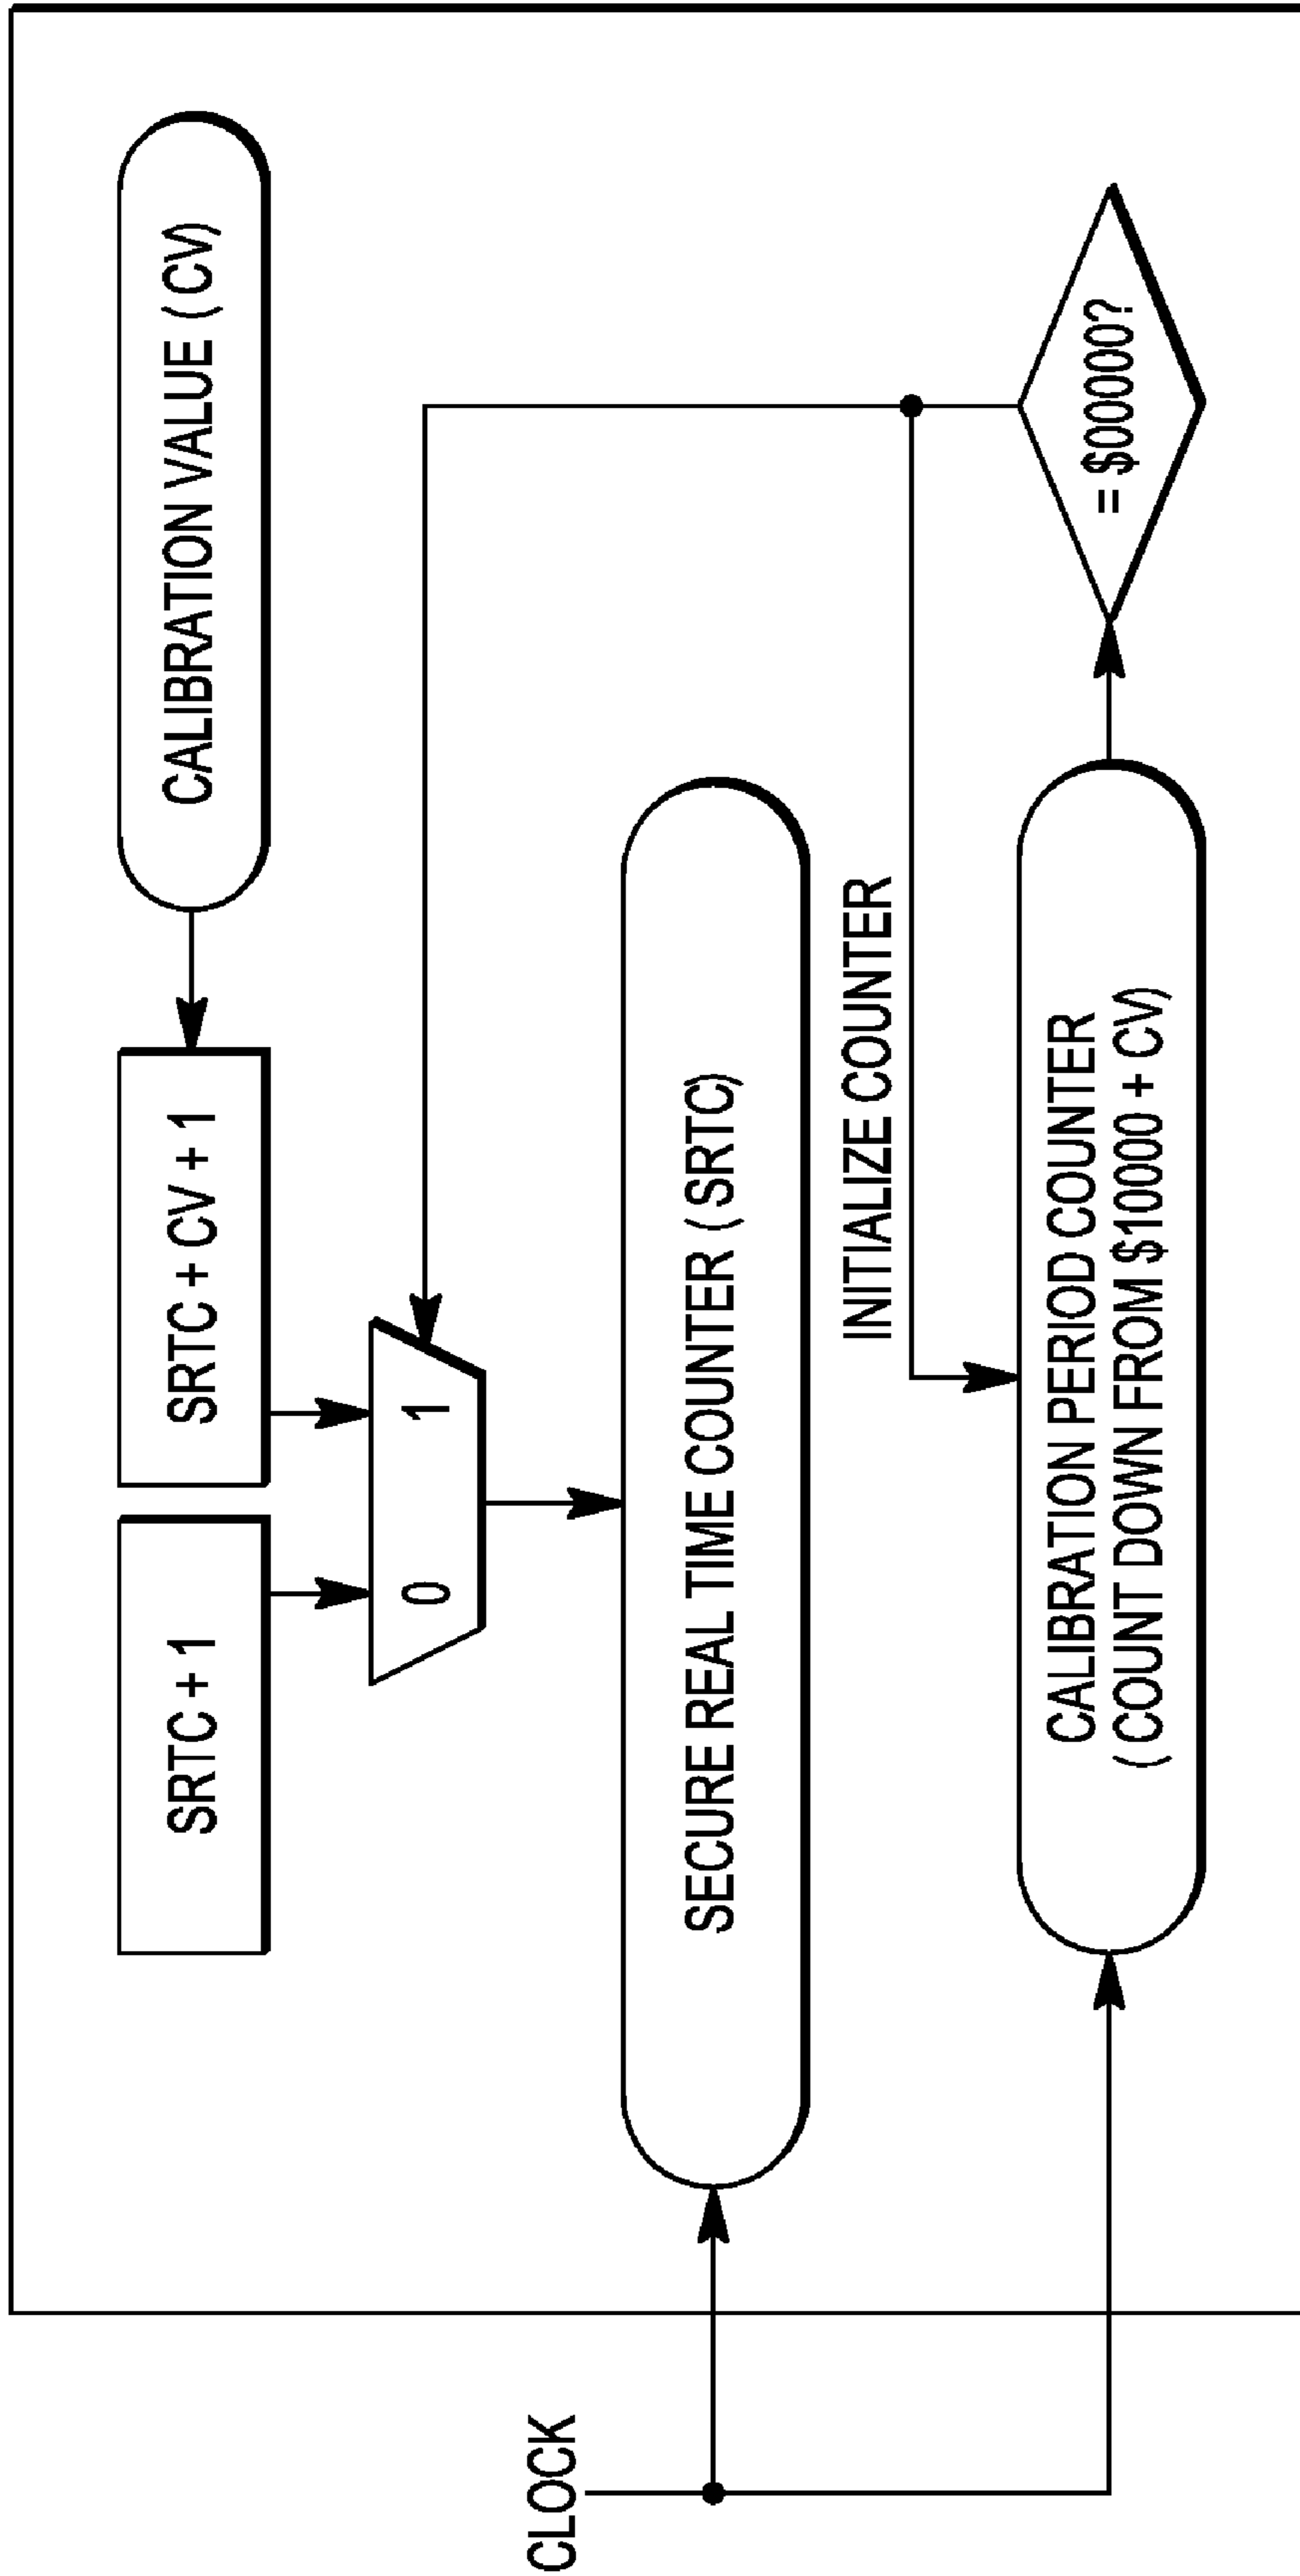 CALIBRATION VALUE (CV)
SRTC + 1
SRTC + CV + 1
0
1
CLOCK
SECURE REAL TIME COUNTER (SRTC)
INITIALIZE COUNTER
CALIBRATION PERIOD COUNTER
(COUNT DOWN FROM $10000 + CV)
= $00000?